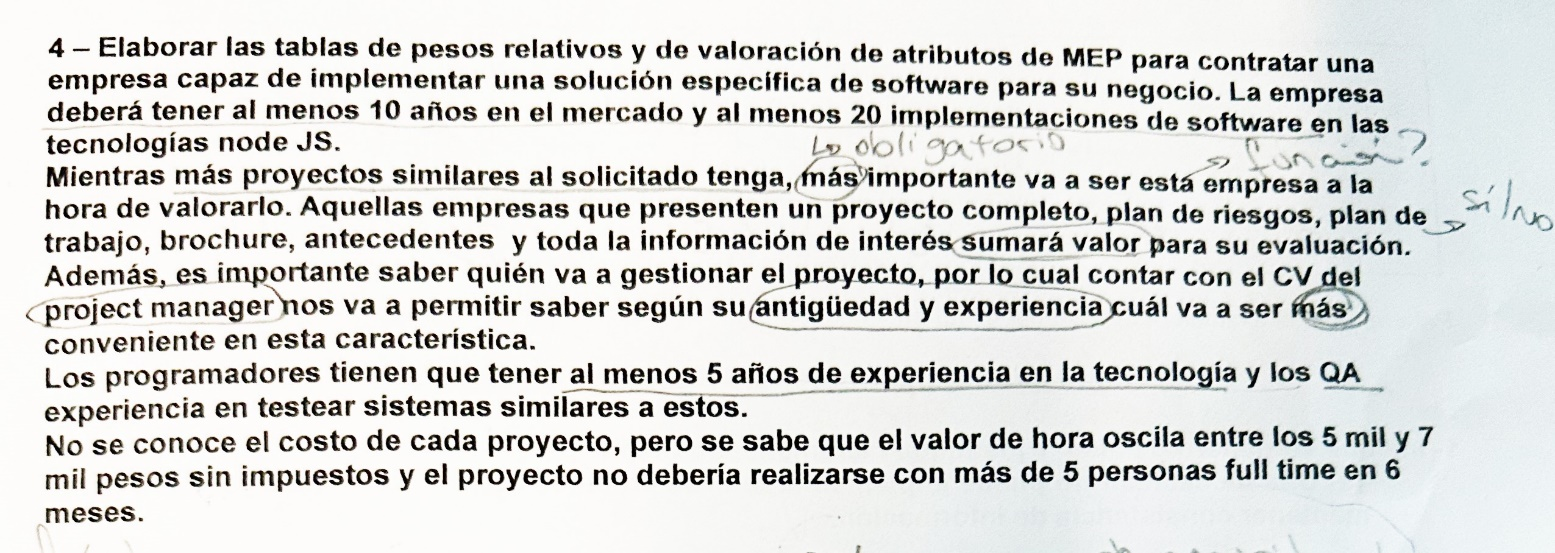 4 – Elaborar las tablas de pesos relativos y de valoración de atributos de MEP para contratar una
empresa capaz de implementar una solución específica de software para su negocio. La empresa
deberá tener al menos 10 años en el mercado y al menos 20 implementaciones de software en las
tecnologías node JS.
↳ obligatorio
→ función?
Mientras más proyectos similares al solicitado tenga, más importante va a ser está empresa a la
hora de valorarlo. Aquellas empresas que presenten un proyecto completo, plan de riesgos, plan de
→ sí/no
trabajo, brochure, antecedentes y toda la información de interés sumará valor para su evaluación.
Además, es importante saber quién va a gestionar el proyecto, por lo cual contar con el CV del
project manager nos va a permitir saber según su antigüedad y experiencia cuál va a ser más
conveniente en esta característica.
Los programadores tienen que tener al menos 5 años de experiencia en la tecnología y los QA
experiencia en testear sistemas similares a estos.
No se conoce el costo de cada proyecto, pero se sabe que el valor de hora oscila entre los 5 mil y 7
mil pesos sin impuestos y el proyecto no debería realizarse con más de 5 personas full time en 6
meses.